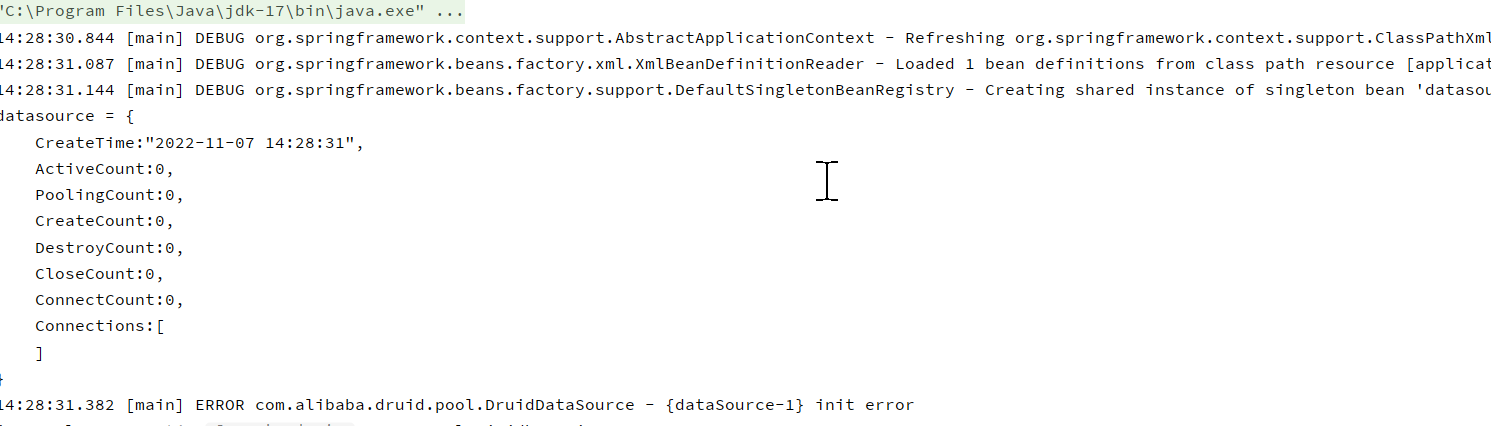 "C:\Program Files\Java\jdk-17\bin\java.exe" ...
14:28:30.844 [main] DEBUG org.springframework.context.support.AbstractApplicationContext - Refreshing org.springframework.context.support.ClassPathXml
14:28:31.087 [main] DEBUG org.springframework.beans.factory.xml.XmlBeanDefinitionReader - Loaded 1 bean definitions from class path resource [applicat
14:28:31.144 [main] DEBUG org.springframework.beans.factory.support.DefaultSingletonBeanRegistry - Creating shared instance of singleton bean 'datasou
datasource = {
    CreateTime:"2022-11-07 14:28:31",
    ActiveCount:0,
    PoolingCount:0,
    CreateCount:0,
    DestroyCount:0,
    CloseCount:0,
    ConnectCount:0,
    Connections:[
    ]
}
14:28:31.382 [main] ERROR com.alibaba.druid.pool.DruidDataSource - {dataSource-1} init error